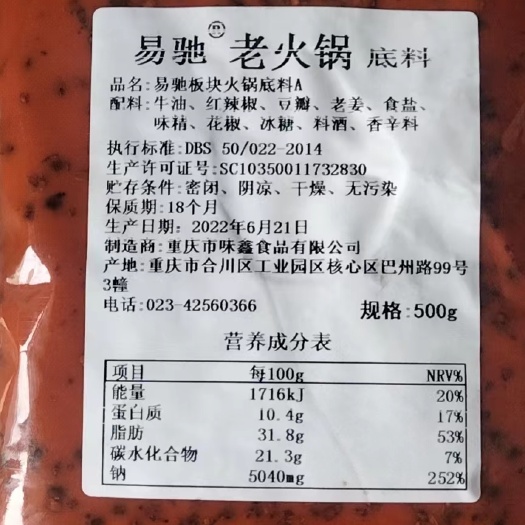 易驰® 老火锅 底料
品名:易驰板块火锅底料A
配料:牛油、红辣椒、豆瓣、老姜、食盐、
味精、花椒、冰糖、料酒、香辛料
执行标准:DBS 50/022-2014
生产许可证号:SC10350011732830
贮存条件:密闭、阴凉、干燥、无污染
保质期:18个月
生产日期: 2022年6月21日
制造商:重庆市味鑫食品有限公司
产地:重庆市合川区工业园区核心区巴州路99号
3幢
电话:023-42560366 规格:500g
营养成分表
项目 每100g NRV%
能量 1716kJ 20%
蛋白质 10.4g 17%
脂肪 31.8g 53%
碳水化合物 21.3g 7%
钠 5040mg 252%